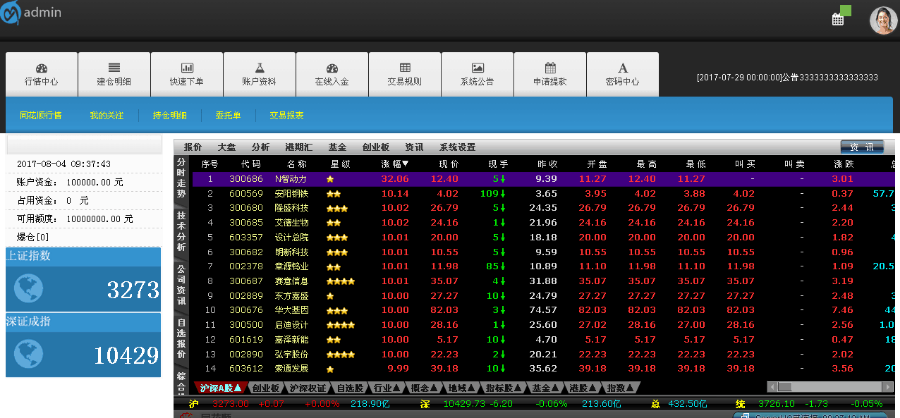 admin
行情中心 建仓明细 快速下单 账户资料 在线入金 交易规则 系统公告 申请提款 密码中心
[2017-07-29 00:00:00]公告3333333333333333
同花顺行情 我的关注 持仓明细 委托单 交易报表
2017-08-04 09:37:43
账户资金: 100000.00 元
占用资金: 0 元
可用额度: 10000000.00 元
爆仓[0]
上证指数
3273
深证成指
10429
报价 大盘 分析 港期汇 基金 创业板 资讯 系统设置 资 讯
分时走势
技术分析
公司资讯
自选报价
综合
序号 代码 名称 星级 涨幅▼ 现价 现手 昨收 开盘 最高 最低 叫买 叫卖 涨跌 总
1 300686 N智动力 ★ 32.06 12.40 5↓ 9.39 11.27 12.40 11.27 - - 3.01
2 600569 安阳钢铁 ★★ 10.14 4.02 109↓ 3.65 3.95 4.02 3.88 4.02 - 0.37 57.7
3 300680 隆盛科技 ★★★ 10.02 26.79 5↓ 24.35 26.79 26.79 26.79 26.79 - 2.44
4 300685 艾德生物 ★★ 10.02 24.16 1↓ 21.96 24.16 24.16 24.16 24.16 - 2.20
5 603357 设计总院 ★★★ 10.01 20.00 5↓ 18.18 20.00 20.00 20.00 20.00 - 1.82
6 300682 朗新科技 ★★★ 10.01 10.55 5↓ 9.59 10.55 10.55 10.55 10.55 - 0.96
7 002378 章源钨业 ★★ 10.01 11.98 85↓ 10.89 11.10 11.98 11.10 11.98 - 1.09 20.5
8 300687 赛意信息 ★★★★ 10.01 35.07 4↓ 31.88 35.07 35.07 35.07 35.07 - 3.19
9 002889 东方嘉盛 ★ 10.00 27.27 10↓ 24.79 27.27 27.27 27.27 27.27 - 2.48
10 300676 华大基因 ★★★ 10.00 82.03 3↓ 74.57 82.03 82.03 82.03 82.03 - 7.46
11 300500 启迪设计 ★★★★ 10.00 28.16 1↓ 25.60 27.02 28.16 27.00 28.16 - 2.56 1.0
12 601619 嘉泽新能 ★★ 10.00 5.17 10↓ 4.70 5.17 5.17 5.17 5.17 - 0.47
13 002890 弘宇股份 ★★★★ 10.00 22.23 2↓ 20.21 22.23 22.23 22.23 22.23 - 2.02
14 603612 索通发展 ★ 9.99 39.18 10↓ 35.62 39.18 39.18 39.18 39.18 - 3.56
沪深A股▲ 创业板▲ 沪深权证▲ 自选股▲ 行业▲ 概念▲ 地域▲ 指标股▲ 基金▲ 港股▲ 指数▲
沪 3273.00 +0.07 +0.00% 218.90亿 深 10429.73 -6.20 -0.06% 213.60亿 总 432.50亿 统 3726.10 -1.73 -0.05%